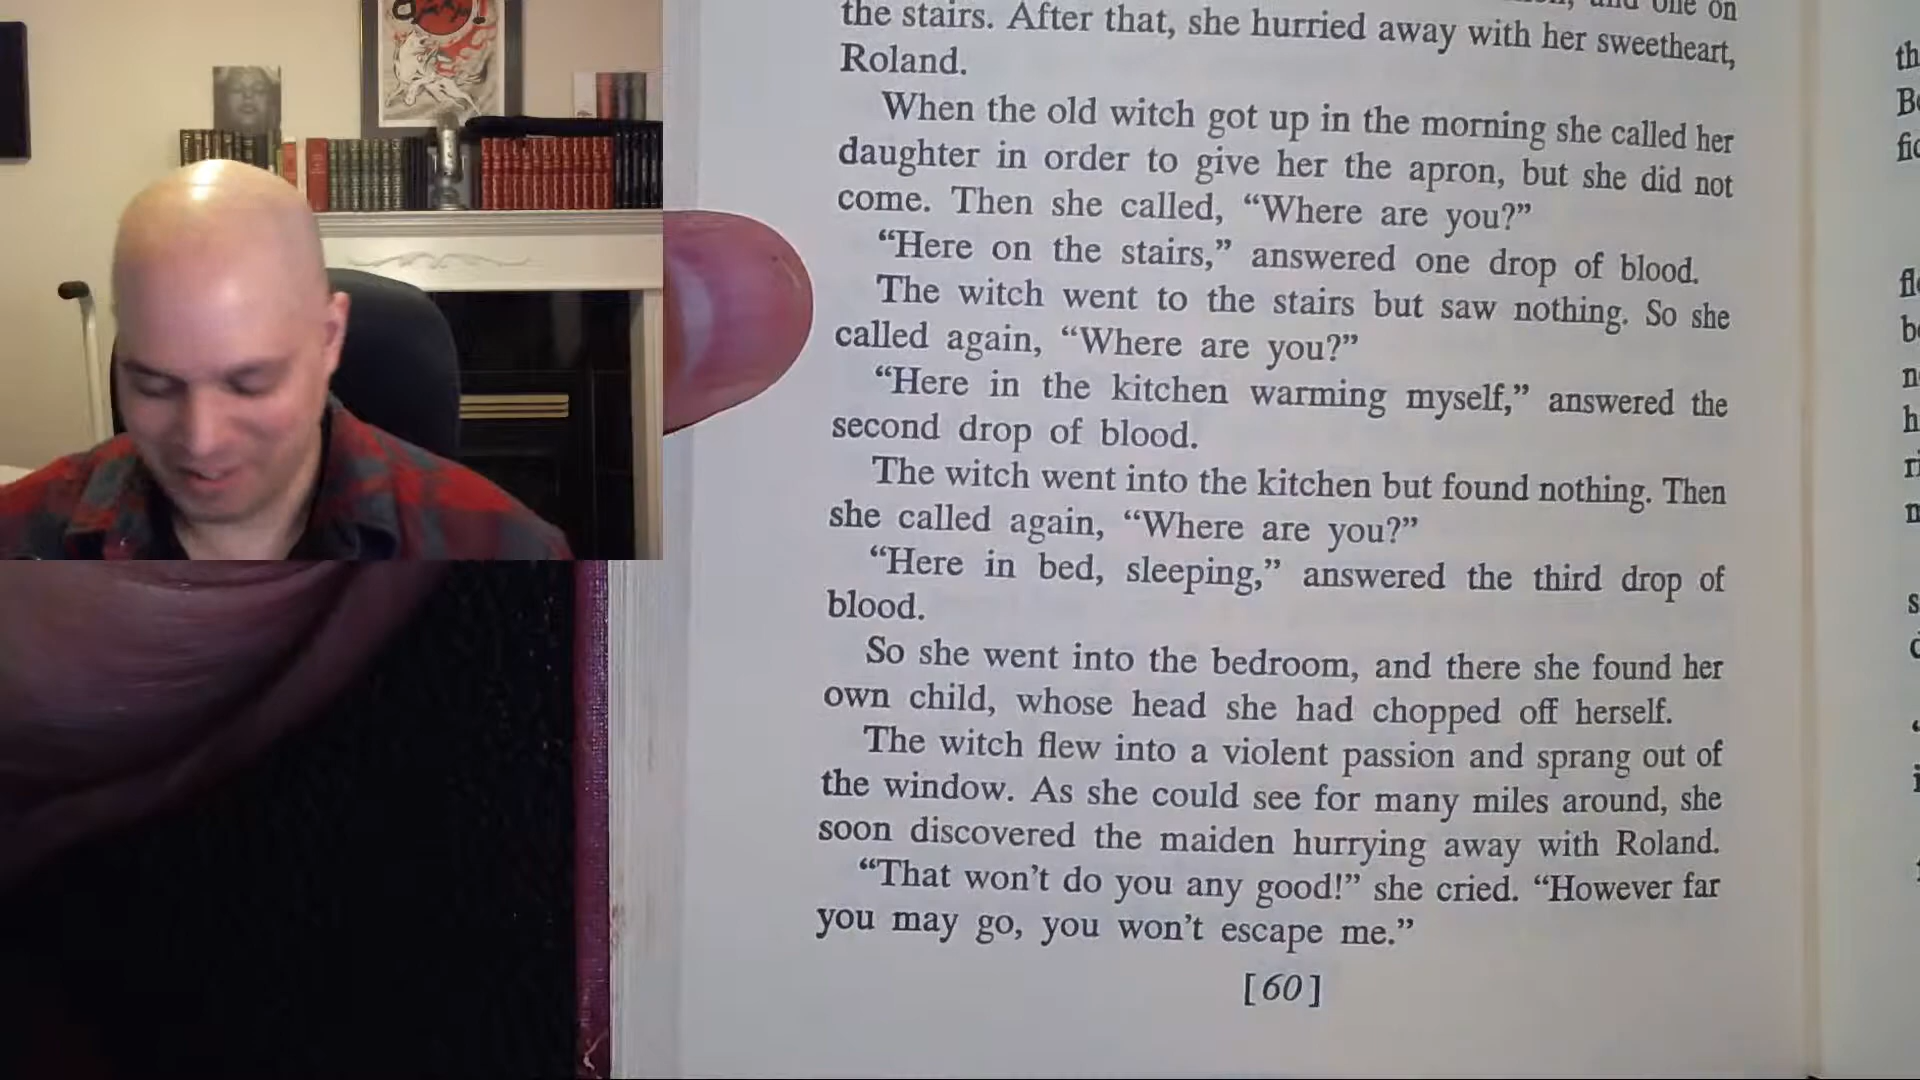 and one on
the stairs. After that, she hurried away with her sweetheart,
Roland.
When the old witch got up in the morning she called her
daughter in order to give her the apron, but she did not
come. Then she called, “Where are you?”
“Here on the stairs,” answered one drop of blood.
The witch went to the stairs but saw nothing. So she
called again, “Where are you?”
“Here in the kitchen warming myself,” answered the
second drop of blood.
The witch went into the kitchen but found nothing. Then
she called again, “Where are you?”
“Here in bed, sleeping,” answered the third drop of
blood.
So she went into the bedroom, and there she found her
own child, whose head she had chopped off herself.
The witch flew into a violent passion and sprang out of
the window. As she could see for many miles around, she
soon discovered the maiden hurrying away with Roland.
“That won’t do you any good!” she cried. “However far
you may go, you won’t escape me.”
[60]